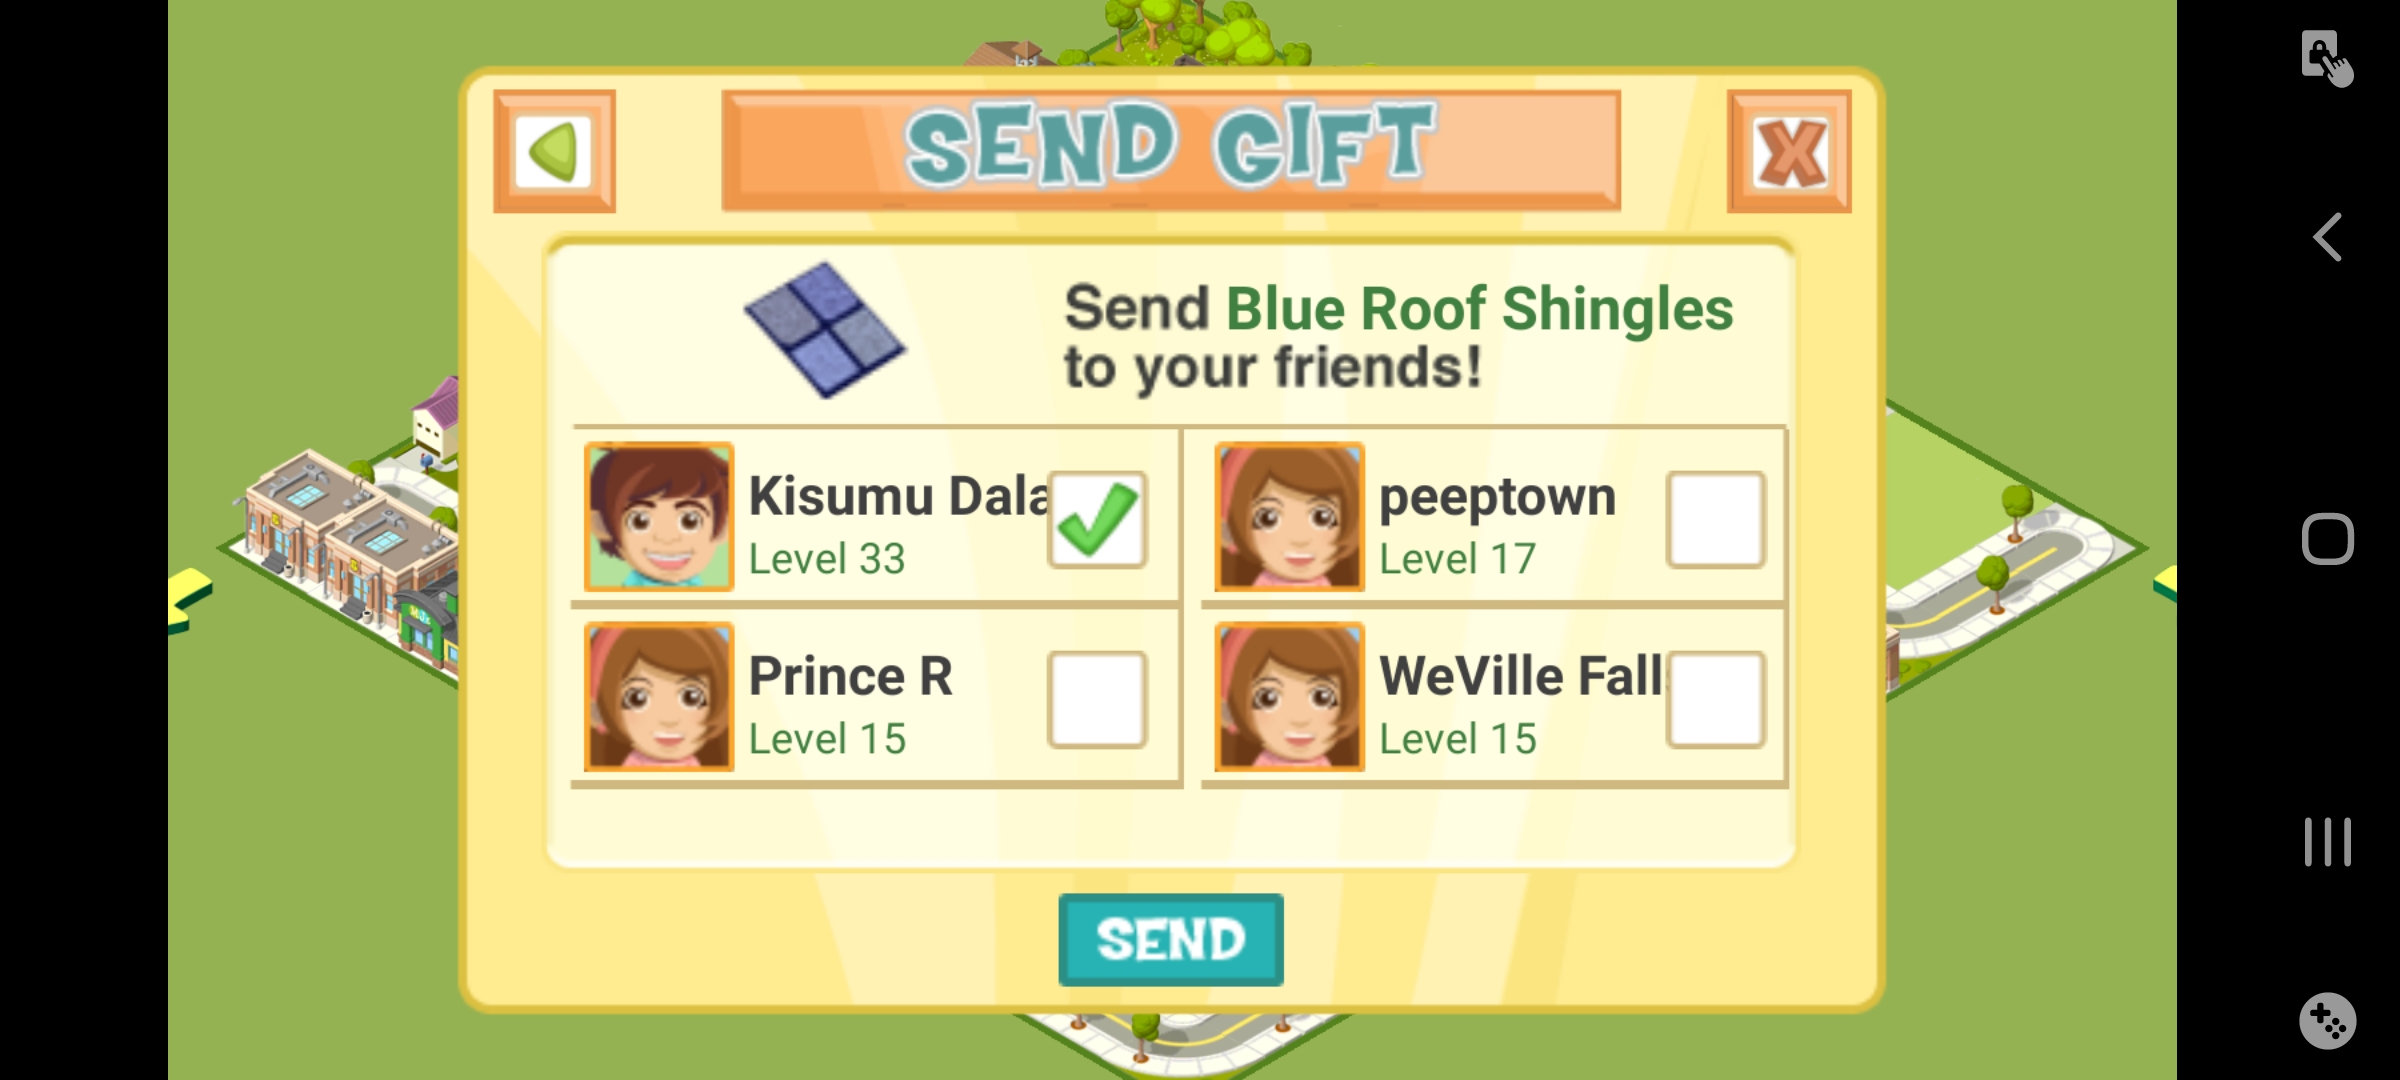 SEND GIFT
Send Blue Roof Shingles
to your friends!
Kisumu Dala
Level 33
peeptown
Level 17
Prince R
Level 15
WeVille Fall
Level 15
SEND